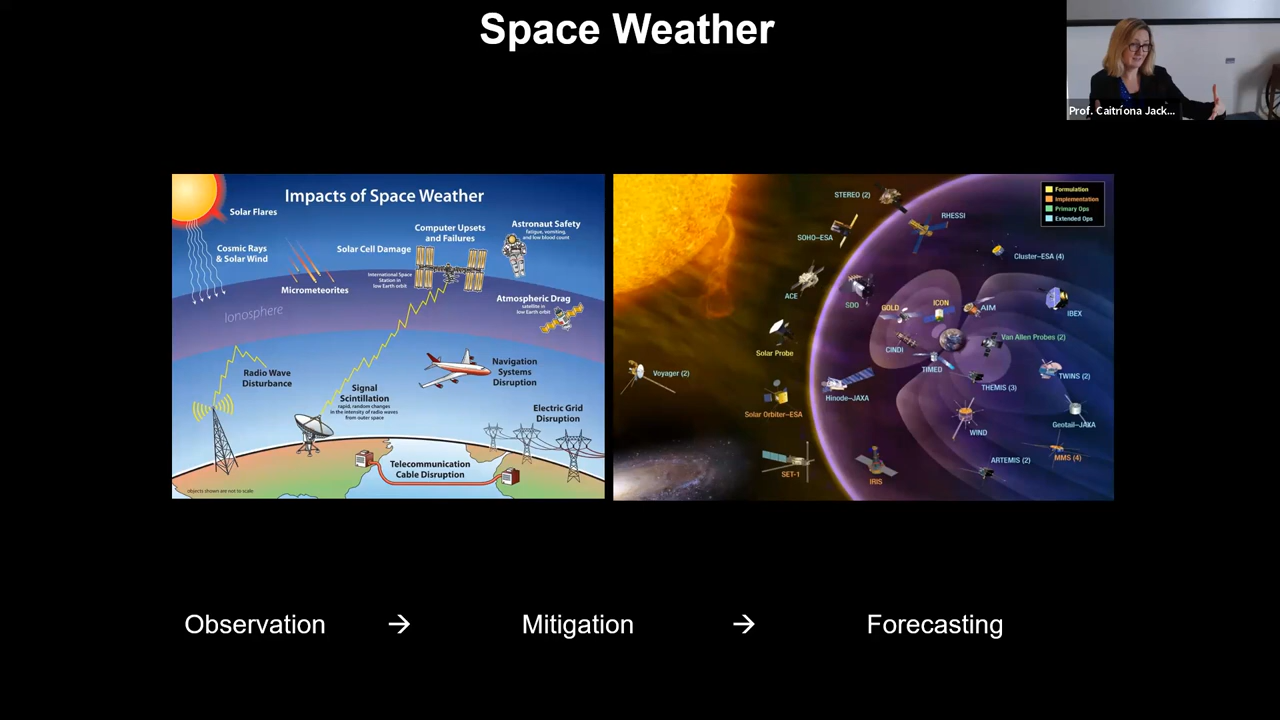 Space Weather
Prof. Caitríona Jack...
Impacts of Space Weather
Solar Flares
Cosmic Rays
& Solar Wind
Micrometeorites
Solar Cell Damage
Computer Upsets
and Failures
Astronaut Safety
fatigue, vomiting,
and low blood count
International Space
Station in
low Earth orbit
Atmospheric Drag
satellite in
low Earth orbit
Ionosphere
Radio Wave
Disturbance
Signal
Scintillation
rapid, random changes
in the intensity of radio waves
from outer space
Navigation
Systems
Disruption
Electric Grid
Disruption
Telecommunication
Cable Disruption
objects shown are not to scale
Formulation
Implementation
Primary Ops
Extended Ops
STEREO (2)
RHESSI
SOHO–ESA
Cluster–ESA (4)
ACE
SDO
GOLD
ICON
AIM
IBEX
Solar Probe
CINDI
Van Allen Probes (2)
TIMED
Voyager (2)
THEMIS (3)
TWINS (2)
Hinode–JAXA
Solar Orbiter–ESA
Geotail–JAXA
WIND
SET-1
IRIS
ARTEMIS (2)
MMS (4)
Observation → Mitigation → Forecasting